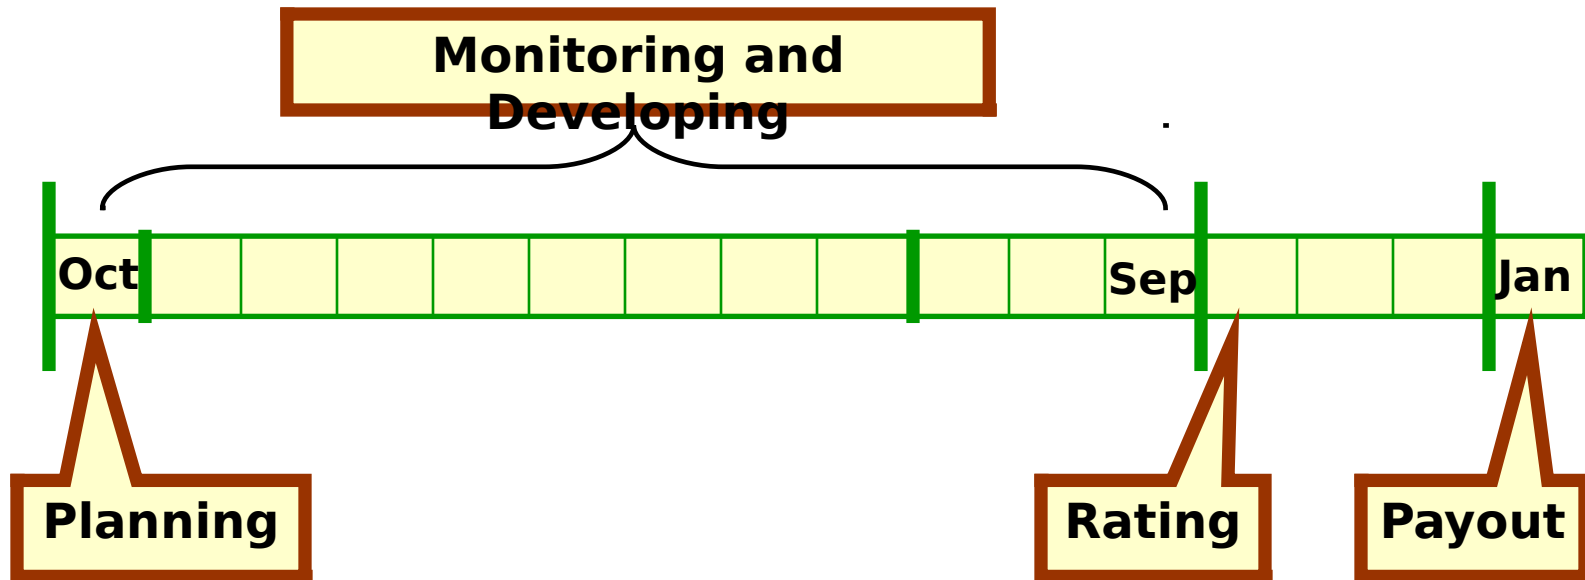 Monitoring and
Developing
Oct
Sep
Jan
Planning
Rating
Payout